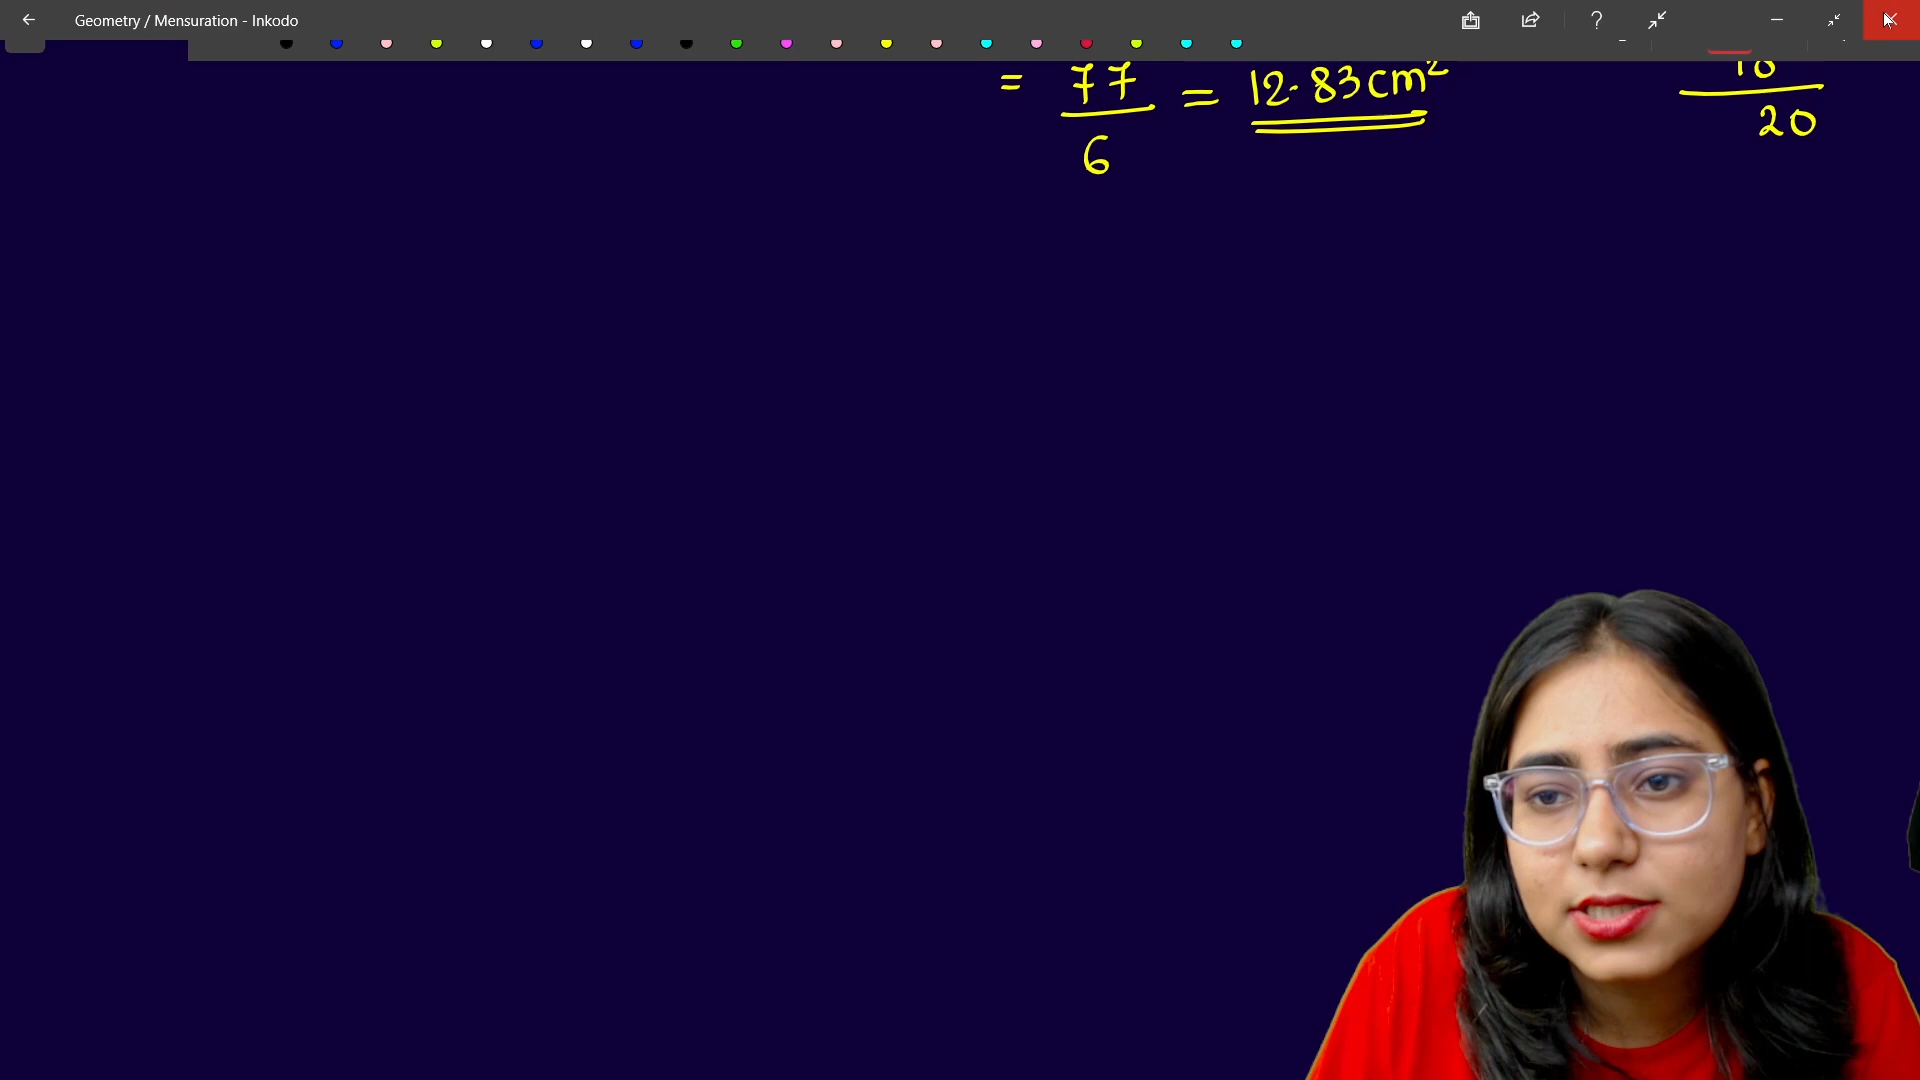 Geometry / Mensuration - Inkodo
= 77/6 = 12.83cm²
20